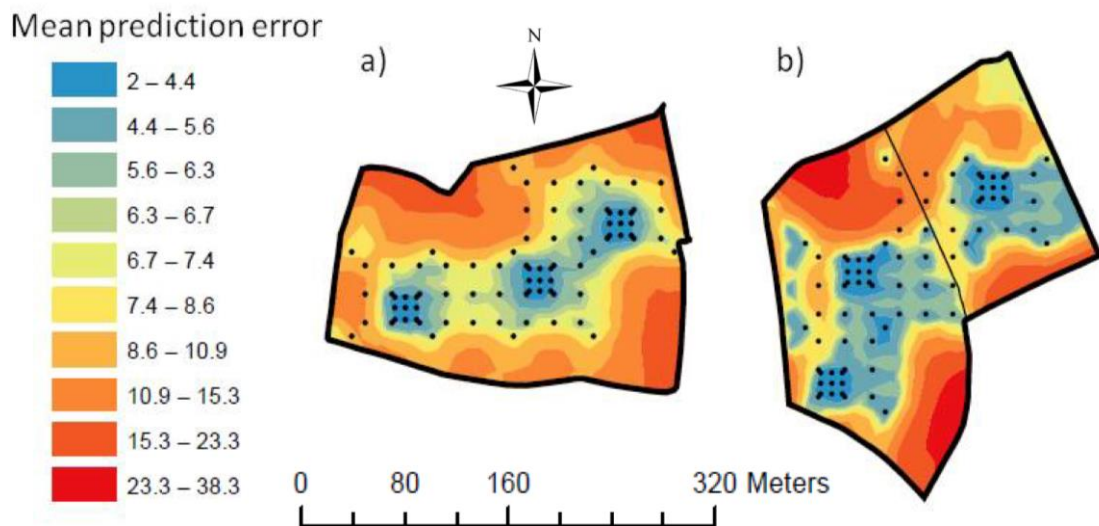 Mean prediction error
2 – 4.4
4.4 – 5.6
5.6 – 6.3
6.3 – 6.7
6.7 – 7.4
7.4 – 8.6
8.6 – 10.9
10.9 – 15.3
15.3 – 23.3
23.3 – 38.3
a)
N
b)
0 80 160 320 Meters